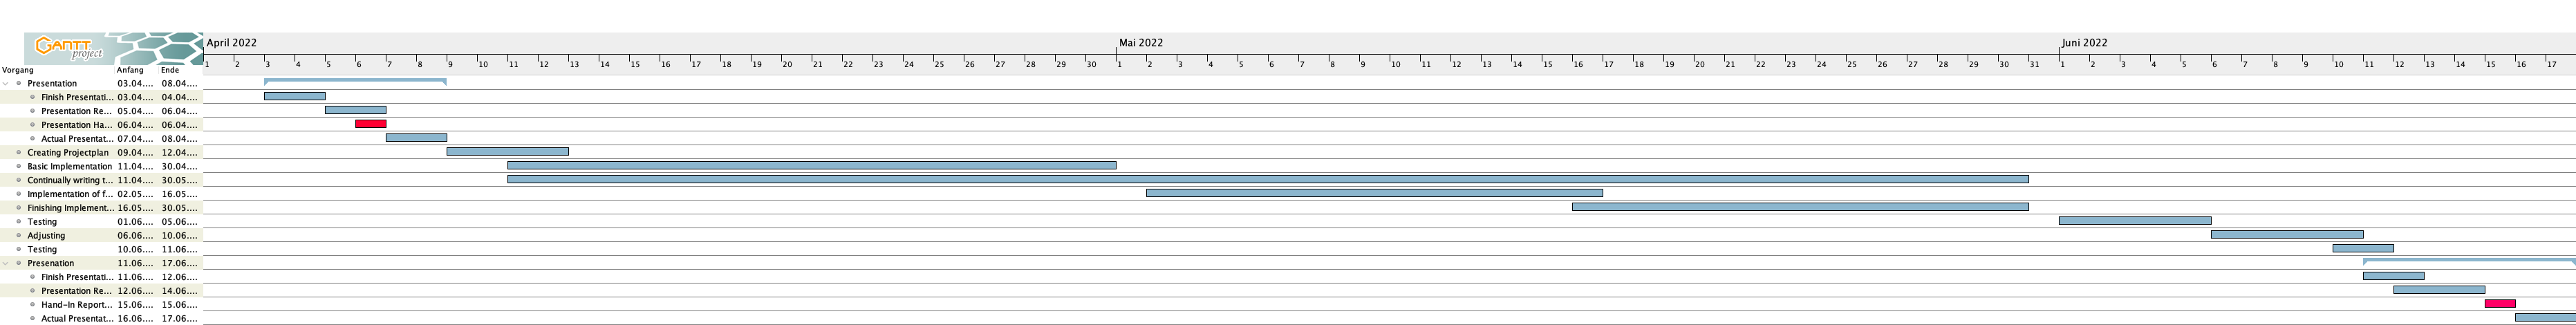 GANTT project
April 2022 Mai 2022 Juni 2022
1 2 3 4 5 6 7 8 9 10 11 12 13 14 15 16 17 18 19 20 21 22 23 24 25 26 27 28 29 30 1 2 3 4 5 6 7 8 9 10 11 12 13 14 15 16 17 18 19 20 21 22 23 24 25 26 27 28 29 30 31 1 2 3 4 5 6 7 8 9 10 11 12 13 14 15 16 17
Vorgang Anfang Ende
Presentation 03.04.... 08.04....
Finish Presentati... 03.04.... 04.04....
Presentation Re... 05.04.... 06.04....
Presentation Ha... 06.04.... 06.04....
Actual Presentat... 07.04.... 08.04....
Creating Projectplan 09.04.... 12.04....
Basic Implementation 11.04.... 30.04....
Continually writing t... 11.04.... 30.05....
Implementation of f... 02.05.... 16.05....
Finishing Implement... 16.05.... 30.05....
Testing 01.06.... 05.06....
Adjusting 06.06.... 10.06....
Testing 10.06.... 11.06....
Presenation 11.06.... 17.06....
Finish Presentati... 11.06.... 12.06....
Presentation Re... 12.06.... 14.06....
Hand-In Report... 15.06.... 15.06....
Actual Presentat... 16.06.... 17.06....